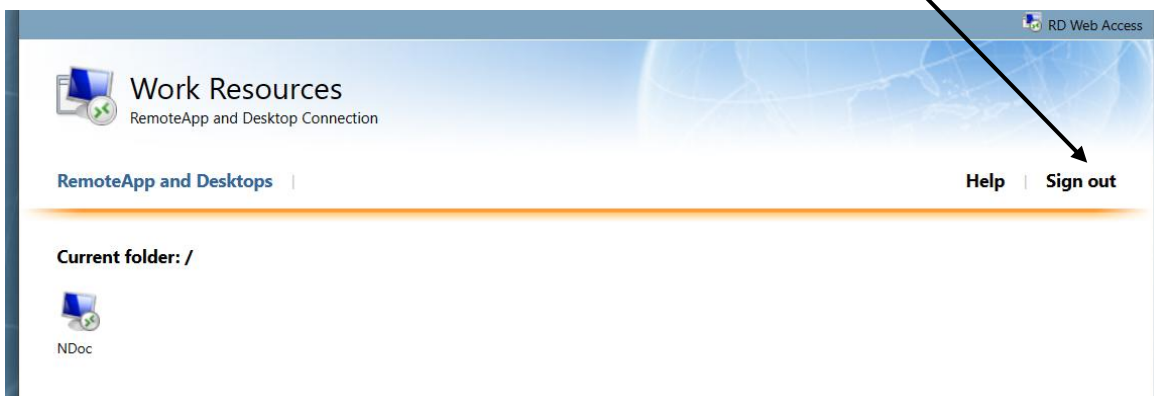 RD Web Access
Work Resources
RemoteApp and Desktop Connection
RemoteApp and Desktops | Help | Sign out
Current folder: /
NDoc